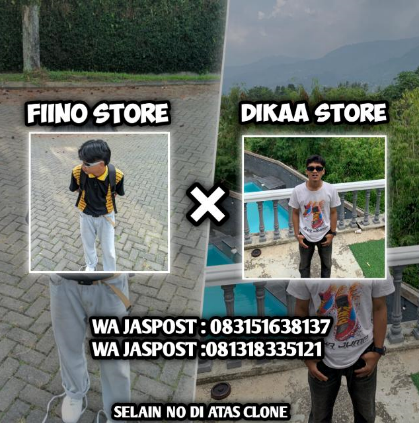 FIINO STORE
DIKAA STORE
×
WA JASPOST : 083151638137
WA JASPOST :081318335121
SELAIN NO DI ATAS CLONE